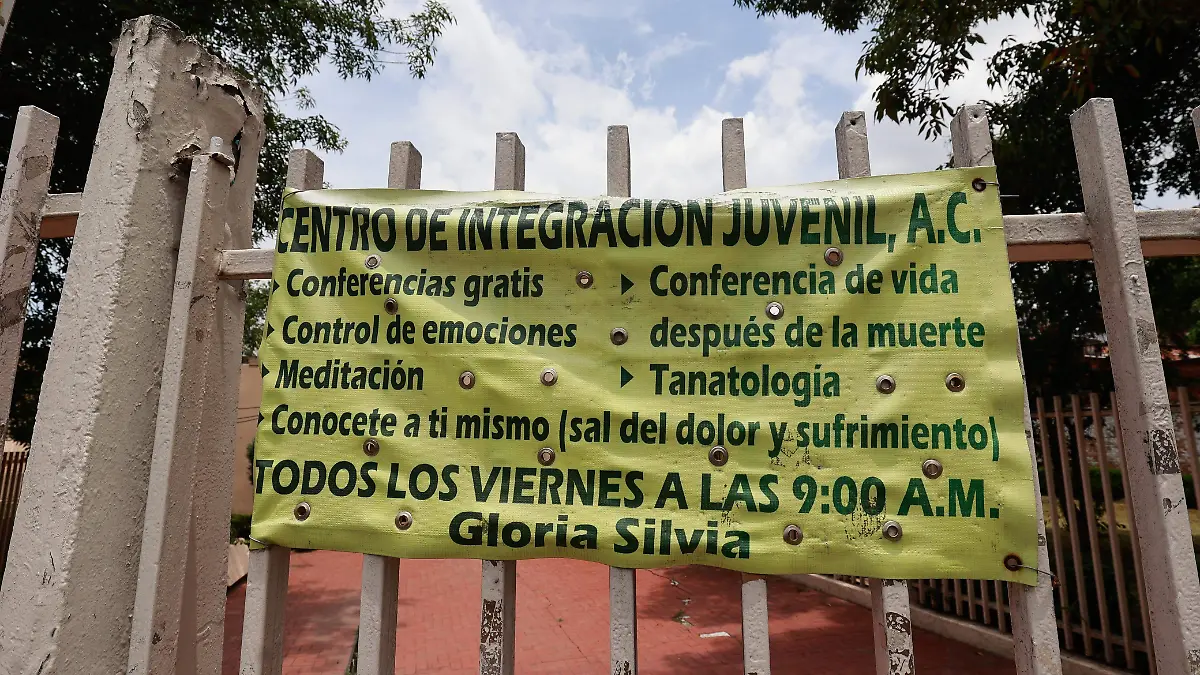 CENTRO DE INTEGRACION JUVENIL, A.C.
Conferencias gratis
Control de emociones
Meditación
Conferencia de vida
después de la muerte
Tanatología
Conocete a ti mismo (sal del dolor y sufrimiento)
TODOS LOS VIERNES A LAS 9:00 A.M.
Gloria Silvia